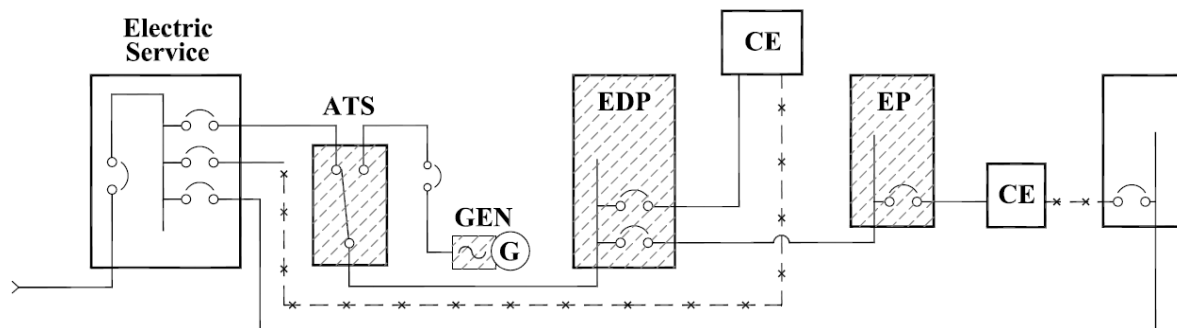 Electric
Service
ATS
GEN
G
EDP
CE
EP
CE